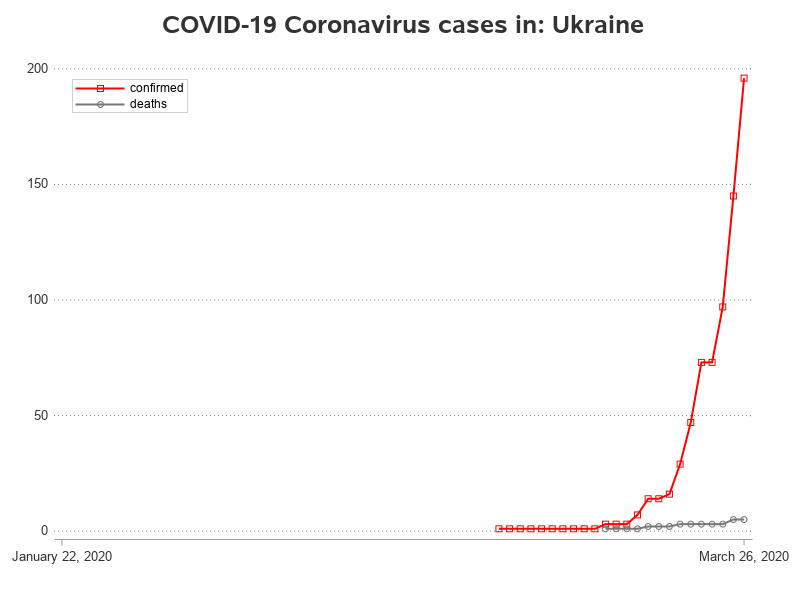 COVID-19 Coronavirus cases in: Ukraine
200
confirmed
deaths
150
100
50
0
January 22, 2020
March 26, 2020